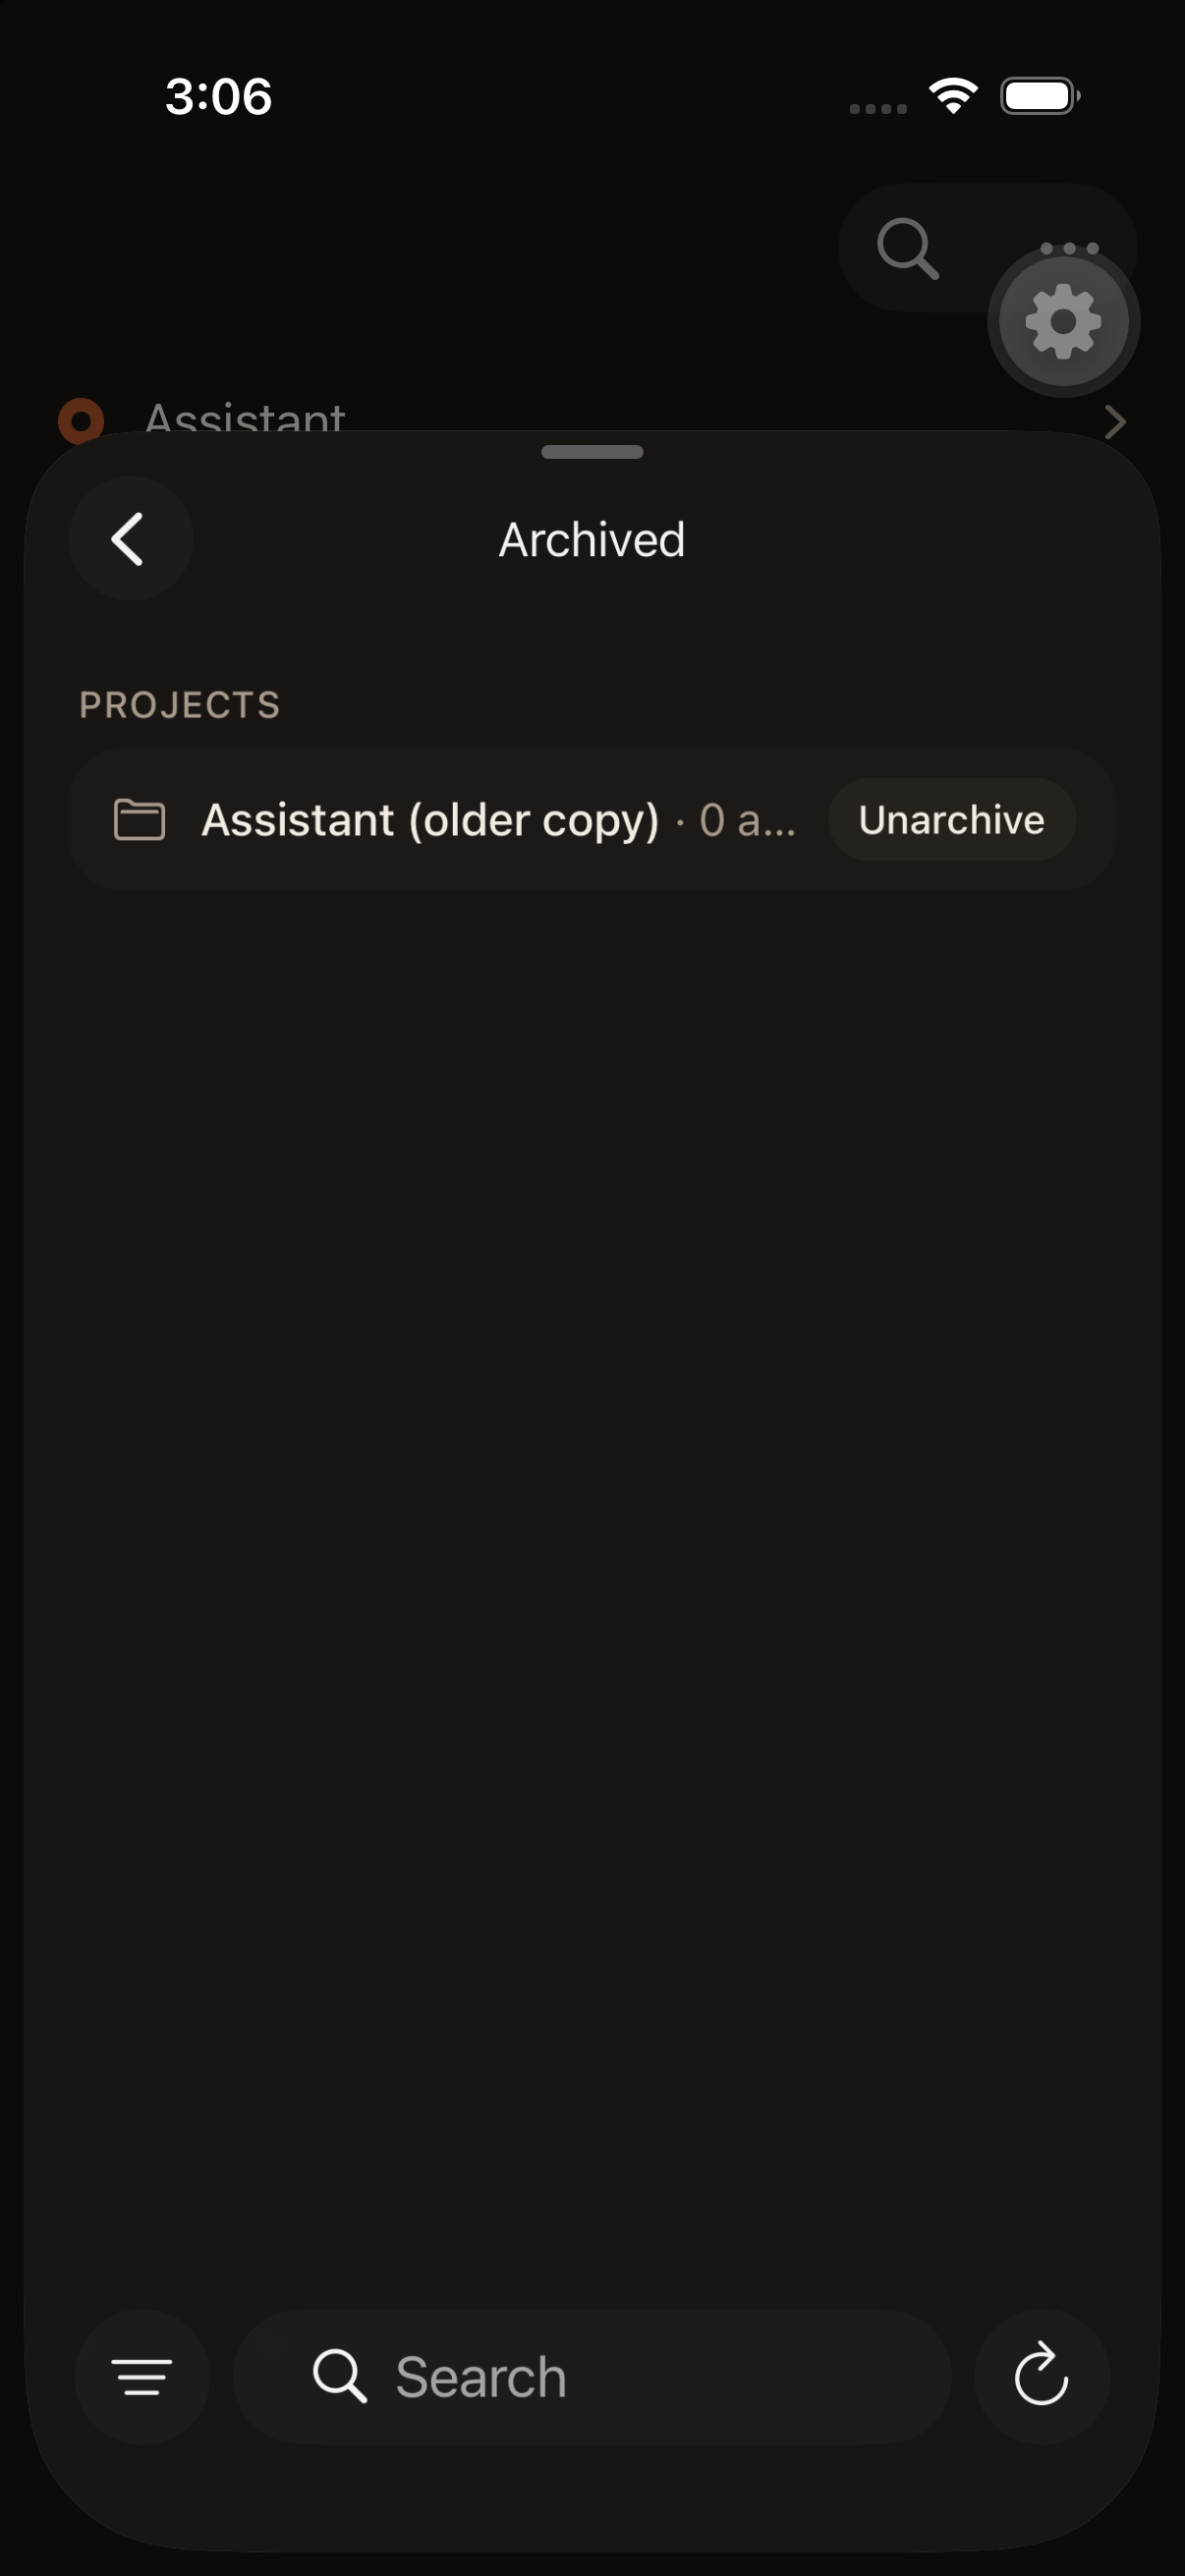 3:06
Assistant
Archived
PROJECTS
Assistant (older copy) · 0 a... Unarchive
Search